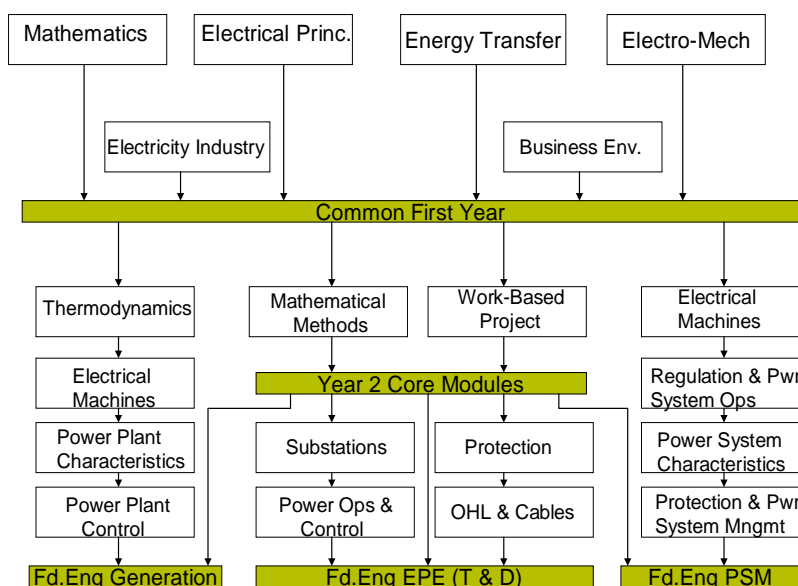 Mathematics
Electrical Princ.
Energy Transfer
Electro-Mech
Electricity Industry
Business Env.
Common First Year
Thermodynamics
Mathematical
Methods
Work-Based
Project
Electrical
Machines
Electrical
Machines
Year 2 Core Modules
Regulation & Pwr
System Ops
Power Plant
Characteristics
Substations
Protection
Power System
Characteristics
Power Plant
Control
Power Ops &
Control
OHL & Cables
Protection & Pwr
System Mngmt
Fd.Eng Generation
Fd.Eng EPE (T & D)
Fd.Eng PSM